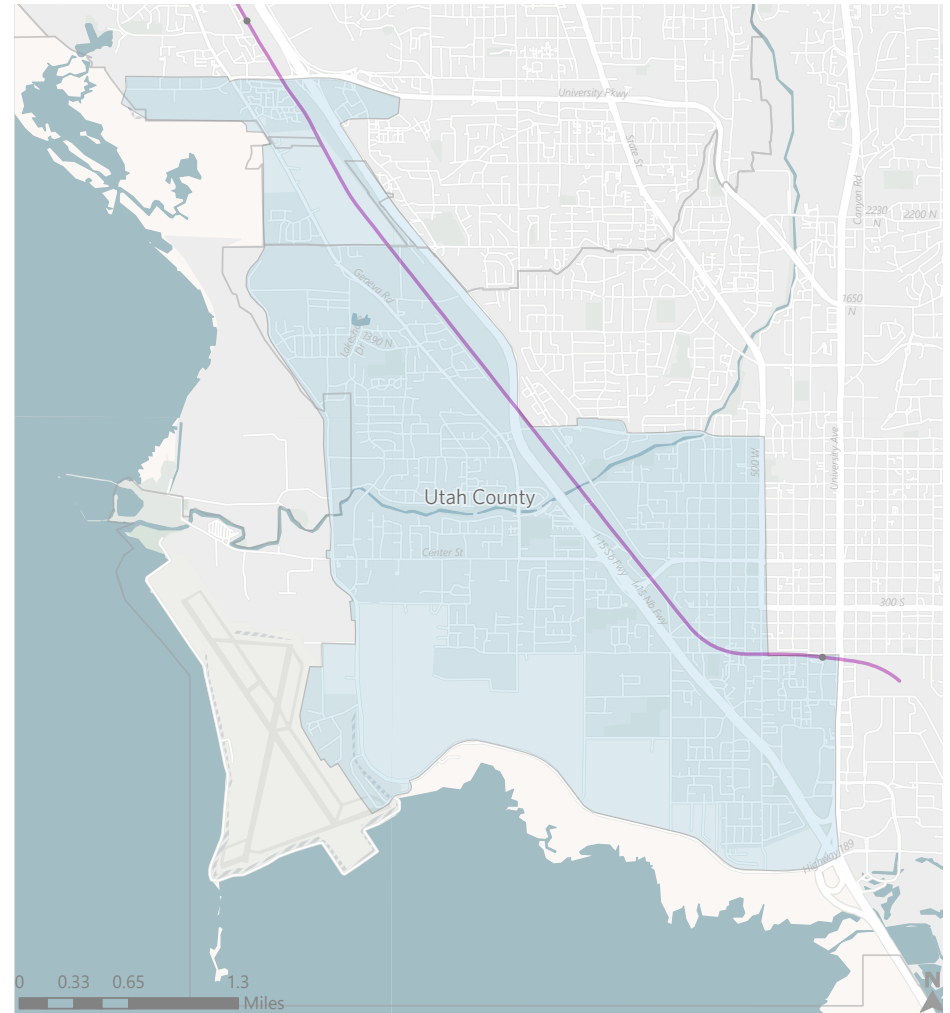 University Pkwy
State St
Canyon Rd
2230
N
2200 N
Geneva Rd
1650
N
1390 N
Dr
500 W
University Ave
Utah County
Center St
I-15 Sb Fwy
I-15 Nb Fwy
300 S
Highway 189
0 0.33 0.65 1.3
Miles
N